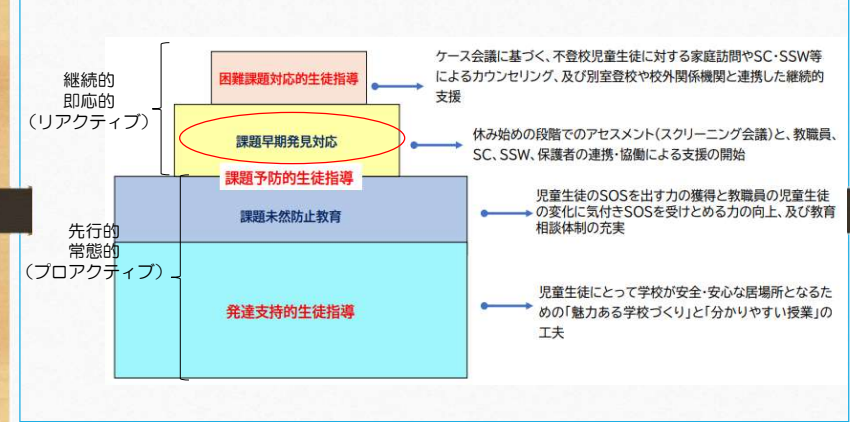 継続的
即応的
（リアクティブ）
困難課題対応的生徒指導
ケース会議に基づく、不登校児童生徒に対する家庭訪問やSC・SSW等
によるカウンセリング、及び別室登校や校外関係機関と連携した継続的
支援
課題早期発見対応
休み始めの段階でのアセスメント（スクリーニング会議）と、教職員、
SC、SSW、保護者の連携・協働による支援の開始
課題予防的生徒指導
先行的
常態的
（プロアクティブ）
課題未然防止教育
児童生徒のSOSを出す力の獲得と教職員の児童生徒
の変化に気付きSOSを受けとめる力の向上、及び教育
相談体制の充実
発達支持的生徒指導
児童生徒にとって学校が安全・安心な居場所となるた
めの「魅力ある学校づくり」と「分かりやすい授業」の
工夫